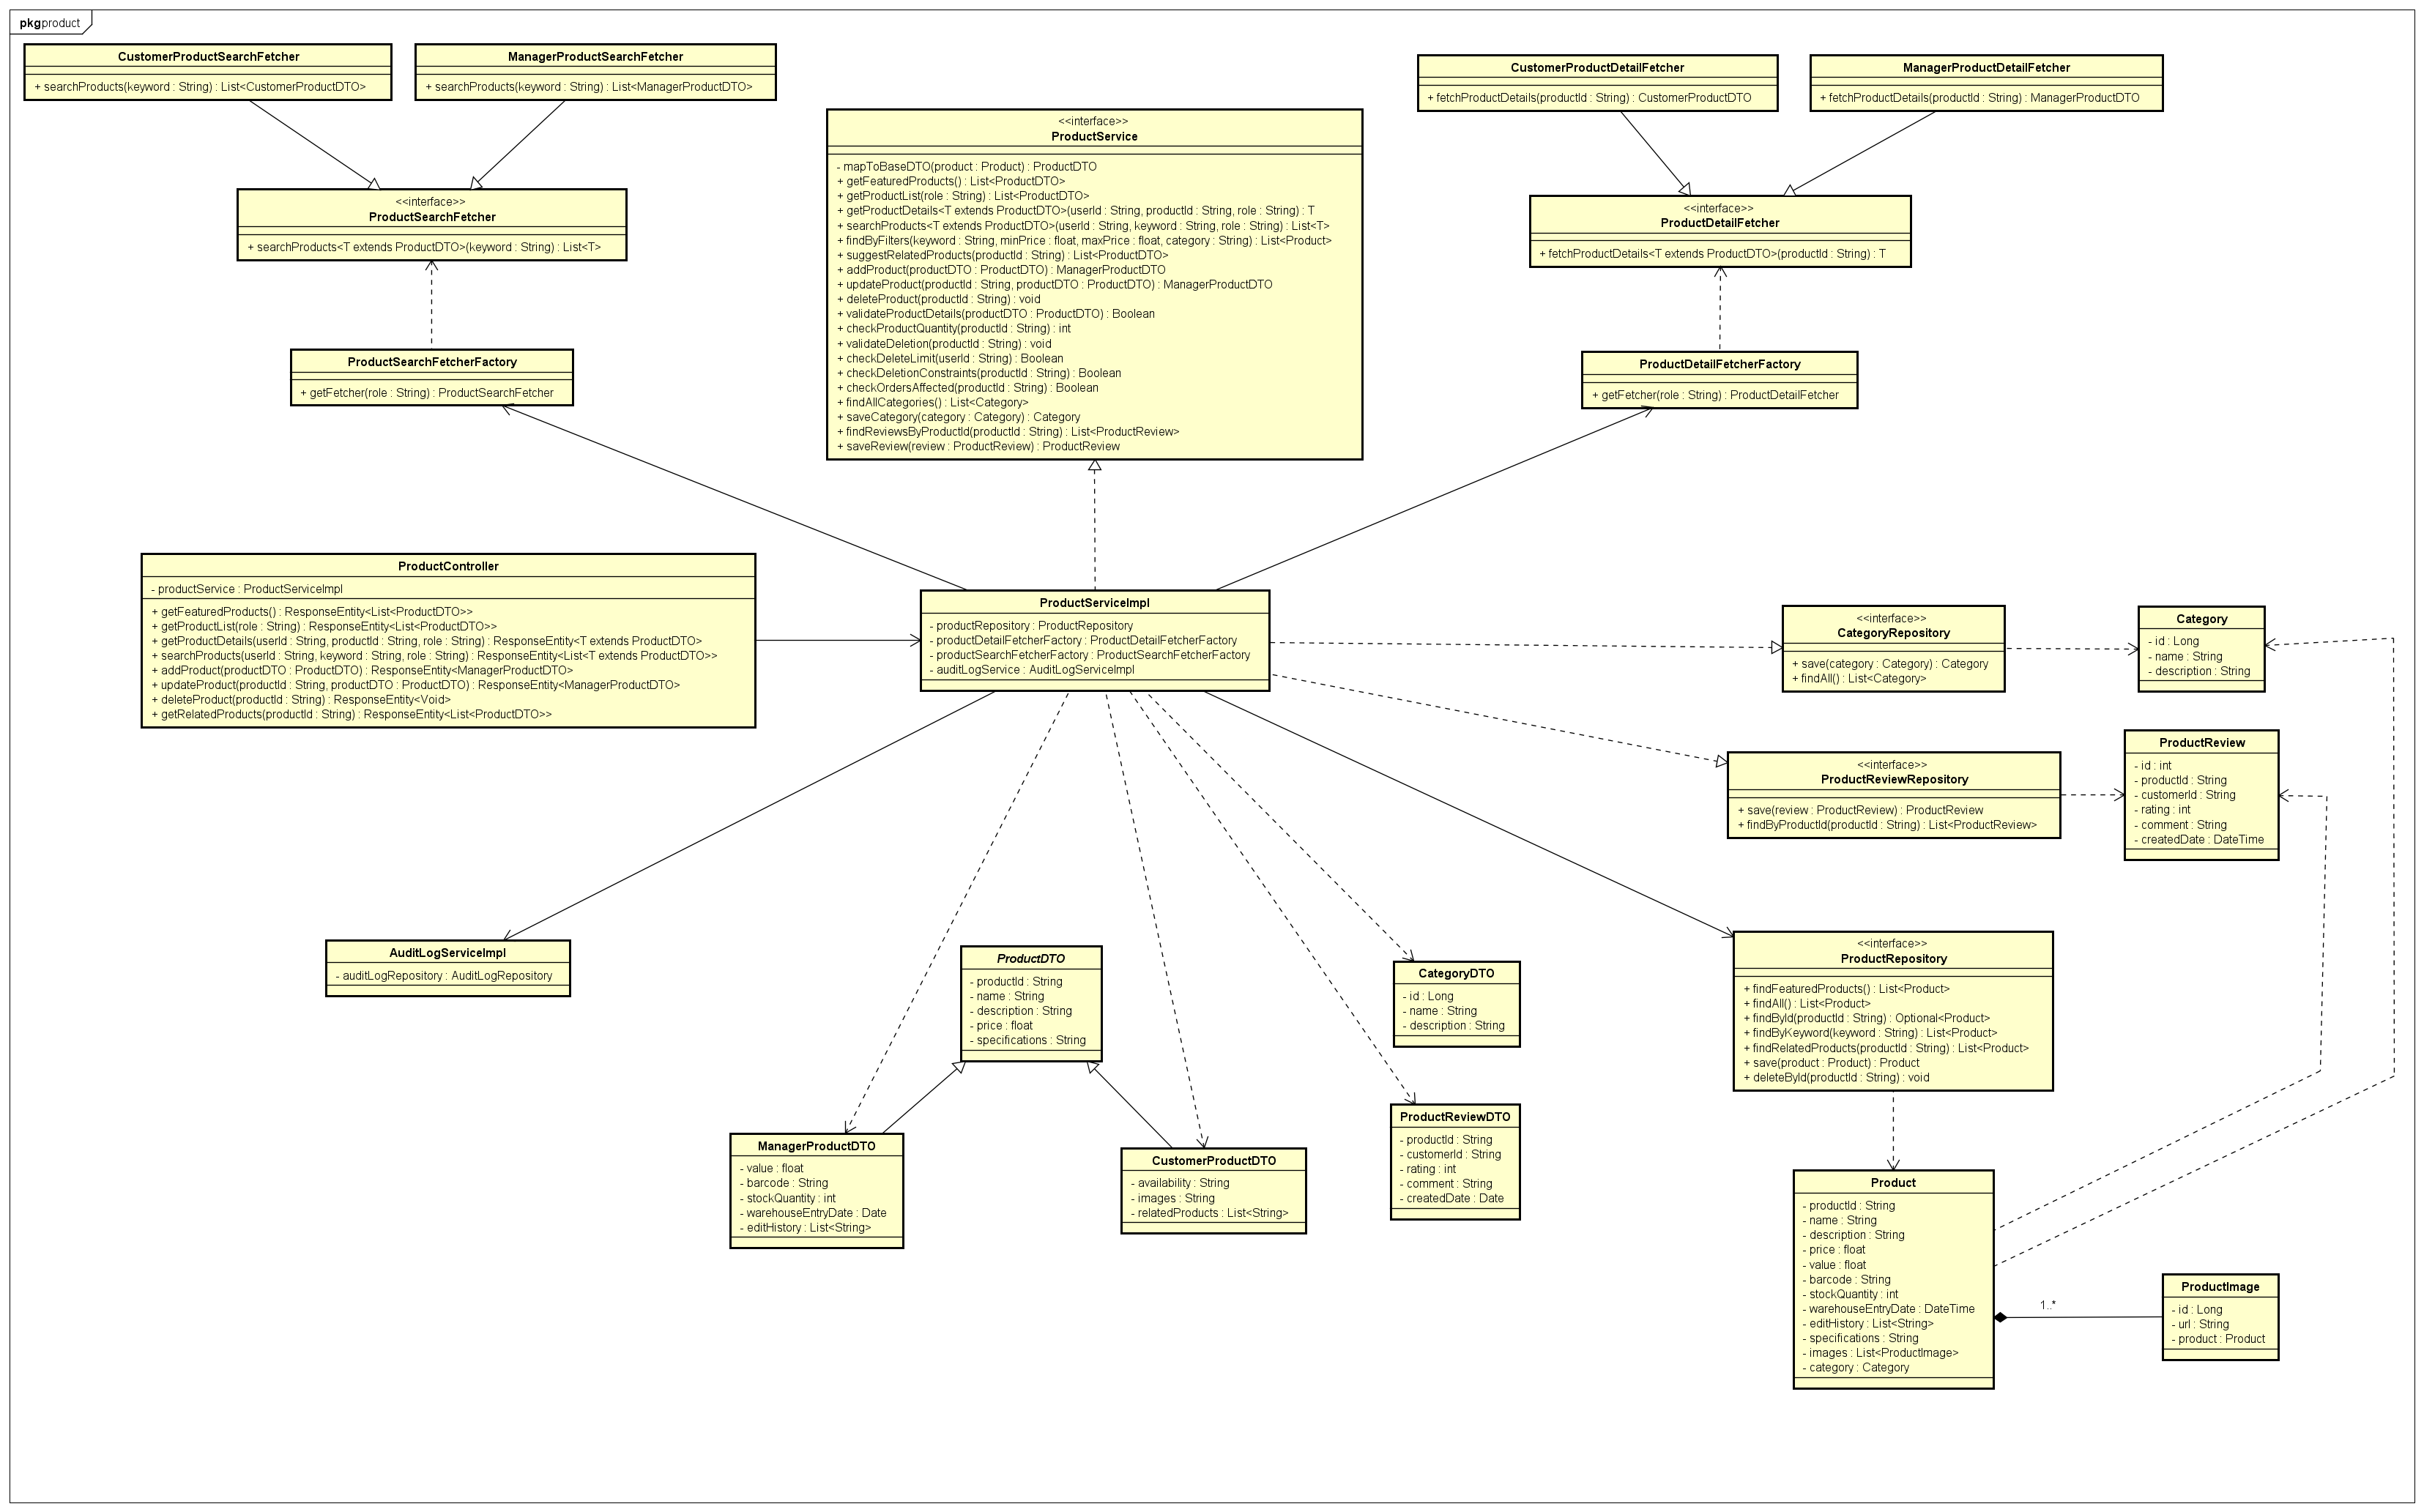 pkg product
CustomerProductSearchFetcher
+ searchProducts(keyword : String) : List<CustomerProductDTO>
ManagerProductSearchFetcher
+ searchProducts(keyword : String) : List<ManagerProductDTO>
CustomerProductDetailFetcher
+ fetchProductDetails(productId : String) : CustomerProductDTO
ManagerProductDetailFetcher
+ fetchProductDetails(productId : String) : ManagerProductDTO
<<interface>>
ProductService
- mapToBaseDTO(product : Product) : ProductDTO
+ getFeaturedProducts() : List<ProductDTO>
+ getProductList(role : String) : List<ProductDTO>
+ getProductDetails<T extends ProductDTO>(userId : String, productId : String, role : String) : T
+ searchProducts<T extends ProductDTO>(userId : String, keyword : String, role : String) : List<T>
+ findByFilters(keyword : String, minPrice : float, maxPrice : float, category : String) : List<Product>
+ suggestRelatedProducts(productId : String) : List<ProductDTO>
+ addProduct(productDTO : ProductDTO) : ManagerProductDTO
+ updateProduct(productId : String, productDTO : ProductDTO) : ManagerProductDTO
+ deleteProduct(productId : String) : void
+ validateProductDetails(productDTO : ProductDTO) : Boolean
+ checkProductQuantity(productId : String) : int
+ validateDeletion(productId : String) : void
+ checkDeleteLimit(userId : String) : Boolean
+ checkDeletionConstraints(productId : String) : Boolean
+ checkOrdersAffected(productId : String) : Boolean
+ findAllCategories() : List<Category>
+ saveCategory(category : Category) : Category
+ findReviewsByProductId(productId : String) : List<ProductReview>
+ saveReview(review : ProductReview) : ProductReview
<<interface>>
ProductSearchFetcher
+ searchProducts<T extends ProductDTO>(keyword : String) : List<T>
<<interface>>
ProductDetailFetcher
+ fetchProductDetails<T extends ProductDTO>(productId : String) : T
ProductSearchFetcherFactory
+ getFetcher(role : String) : ProductSearchFetcher
ProductDetailFetcherFactory
+ getFetcher(role : String) : ProductDetailFetcher
ProductController
- productService : ProductServiceImpl
+ getFeaturedProducts() : ResponseEntity<List<ProductDTO>>
+ getProductList(role : String) : ResponseEntity<List<ProductDTO>>
+ getProductDetails(userId : String, productId : String, role : String) : ResponseEntity<T extends ProductDTO>
+ searchProducts(userId : String, keyword : String, role : String) : ResponseEntity<List<T extends ProductDTO>>
+ addProduct(productDTO : ProductDTO) : ResponseEntity<ManagerProductDTO>
+ updateProduct(productId : String, productDTO : ProductDTO) : ResponseEntity<ManagerProductDTO>
+ deleteProduct(productId : String) : ResponseEntity<Void>
+ getRelatedProducts(productId : String) : ResponseEntity<List<ProductDTO>>
ProductServiceImpl
- productRepository : ProductRepository
- productDetailFetcherFactory : ProductDetailFetcherFactory
- productSearchFetcherFactory : ProductSearchFetcherFactory
- auditLogService : AuditLogServiceImpl
<<interface>>
CategoryRepository
+ save(category : Category) : Category
+ findAll() : List<Category>
Category
- id : Long
- name : String
- description : String
<<interface>>
ProductReviewRepository
+ save(review : ProductReview) : ProductReview
+ findByProductId(productId : String) : List<ProductReview>
ProductReview
- id : int
- productId : String
- customerId : String
- rating : int
- comment : String
- createdDate : DateTime
AuditLogServiceImpl
- auditLogRepository : AuditLogRepository
ProductDTO
- productId : String
- name : String
- description : String
- price : float
- specifications : String
CategoryDTO
- id : Long
- name : String
- description : String
<<interface>>
ProductRepository
+ findFeaturedProducts() : List<Product>
+ findAll() : List<Product>
+ findById(productId : String) : Optional<Product>
+ findByKeyword(keyword : String) : List<Product>
+ findRelatedProducts(productId : String) : List<Product>
+ save(product : Product) : Product
+ deleteById(productId : String) : void
ManagerProductDTO
- value : float
- barcode : String
- stockQuantity : int
- warehouseEntryDate : Date
- editHistory : List<String>
CustomerProductDTO
- availability : String
- images : String
- relatedProducts : List<String>
ProductReviewDTO
- productId : String
- customerId : String
- rating : int
- comment : String
- createdDate : Date
Product
- productId : String
- name : String
- description : String
- price : float
- value : float
- barcode : String
- stockQuantity : int
- warehouseEntryDate : DateTime
- editHistory : List<String>
- specifications : String
- images : List<ProductImage>
- category : Category
1..*
ProductImage
- id : Long
- url : String
- product : Product